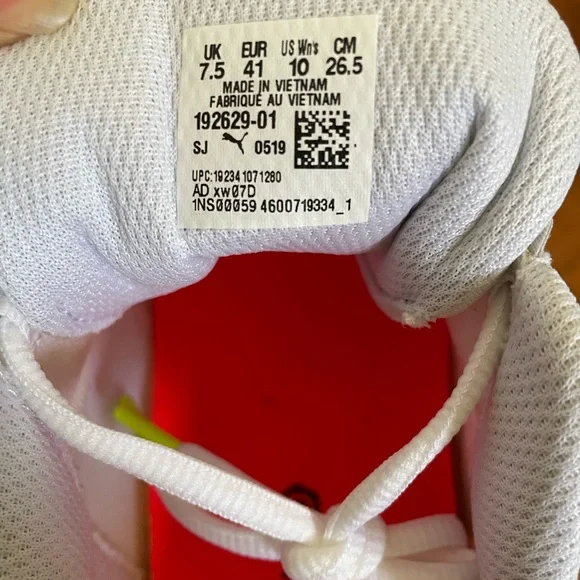 UK EUR US Wn's CM
7.5 41 10 26.5
MADE IN VIETNAM
FABRIQUÉ AU VIETNAM
192629-01
SJ 0519
UPC:192341071280
AD xw07D
1NS00059 4600719334_1